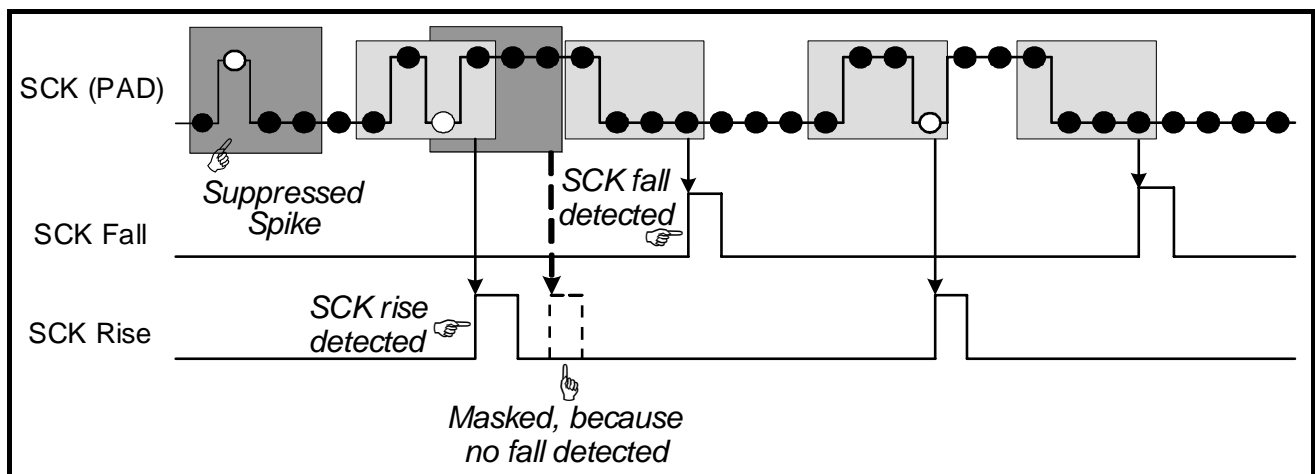 SCK (PAD)
Suppressed
Spike
SCK fall
detected
SCK Fall
SCK rise
detected
SCK Rise
Masked, because
no fall detected